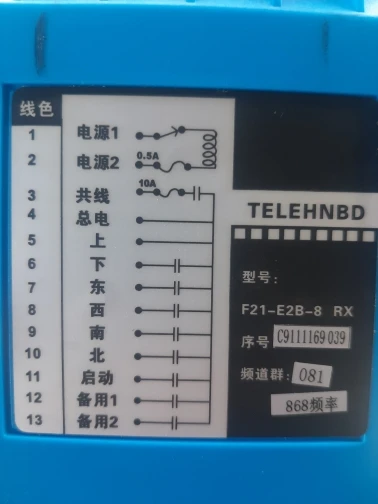 线色
1 电源1
2 电源2 0.5A
3 共线 10A
4 总电
5 上
6 下
7 东
8 西
9 南
10 北
11 启动
12 备用1
13 备用2
TELEHNBD
型号:
F21-E2B-8 RX
序号 C9111169 039
频道群: 081
868频率